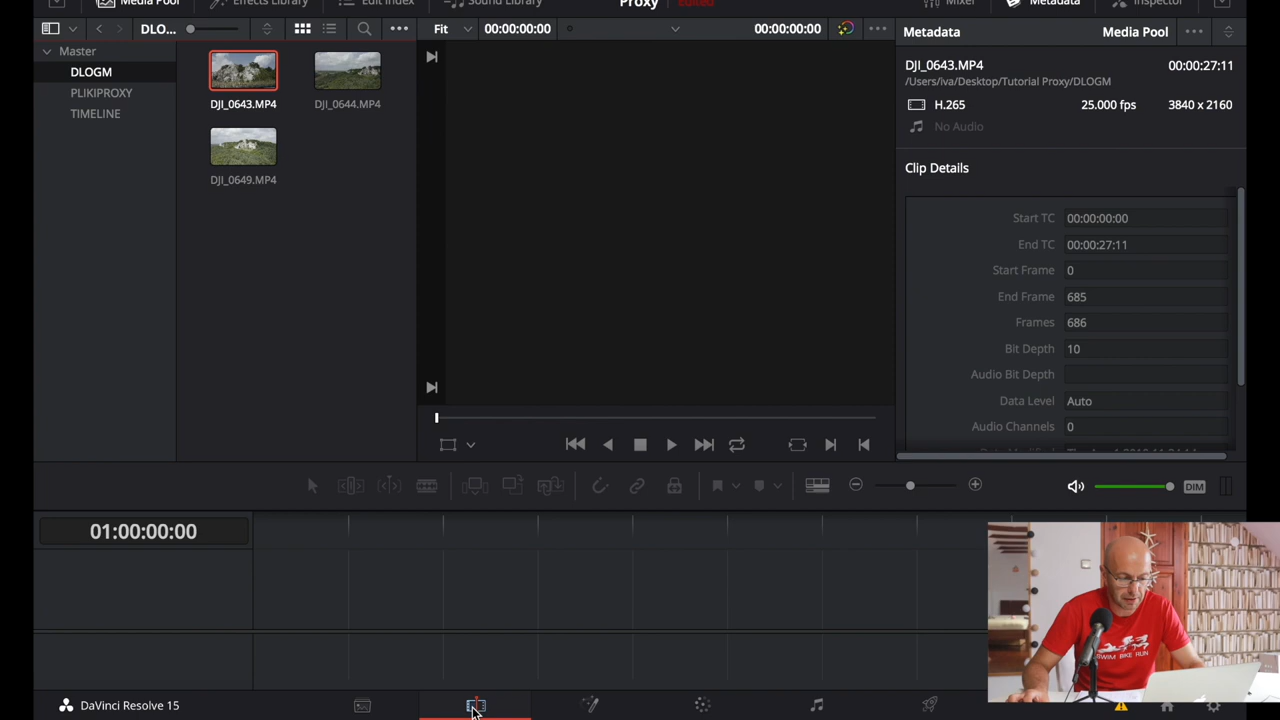 Media Pool
Effects Library
Edit Index
Sound Library
Proxy
Edited
Mixer
Metadata
Inspector
DLO...
Fit
00:00:00:00
00:00:00:00
Metadata
Media Pool
Master
DLOGM
PLIKIPROXY
TIMELINE
DJI_0643.MP4
DJI_0644.MP4
DJI_0649.MP4
DJI_0643.MP4
00:00:27:11
/Users/iva/Desktop/Tutorial Proxy/DLOGM
H.265
25.000 fps
3840 x 2160
No Audio
Clip Details
Start TC
00:00:00:00
End TC
00:00:27:11
Start Frame
0
End Frame
685
Frames
686
Bit Depth
10
Audio Bit Depth
Data Level
Auto
Audio Channels
0
DIM
01:00:00:00
SWIM BIKE RUN
DaVinci Resolve 15